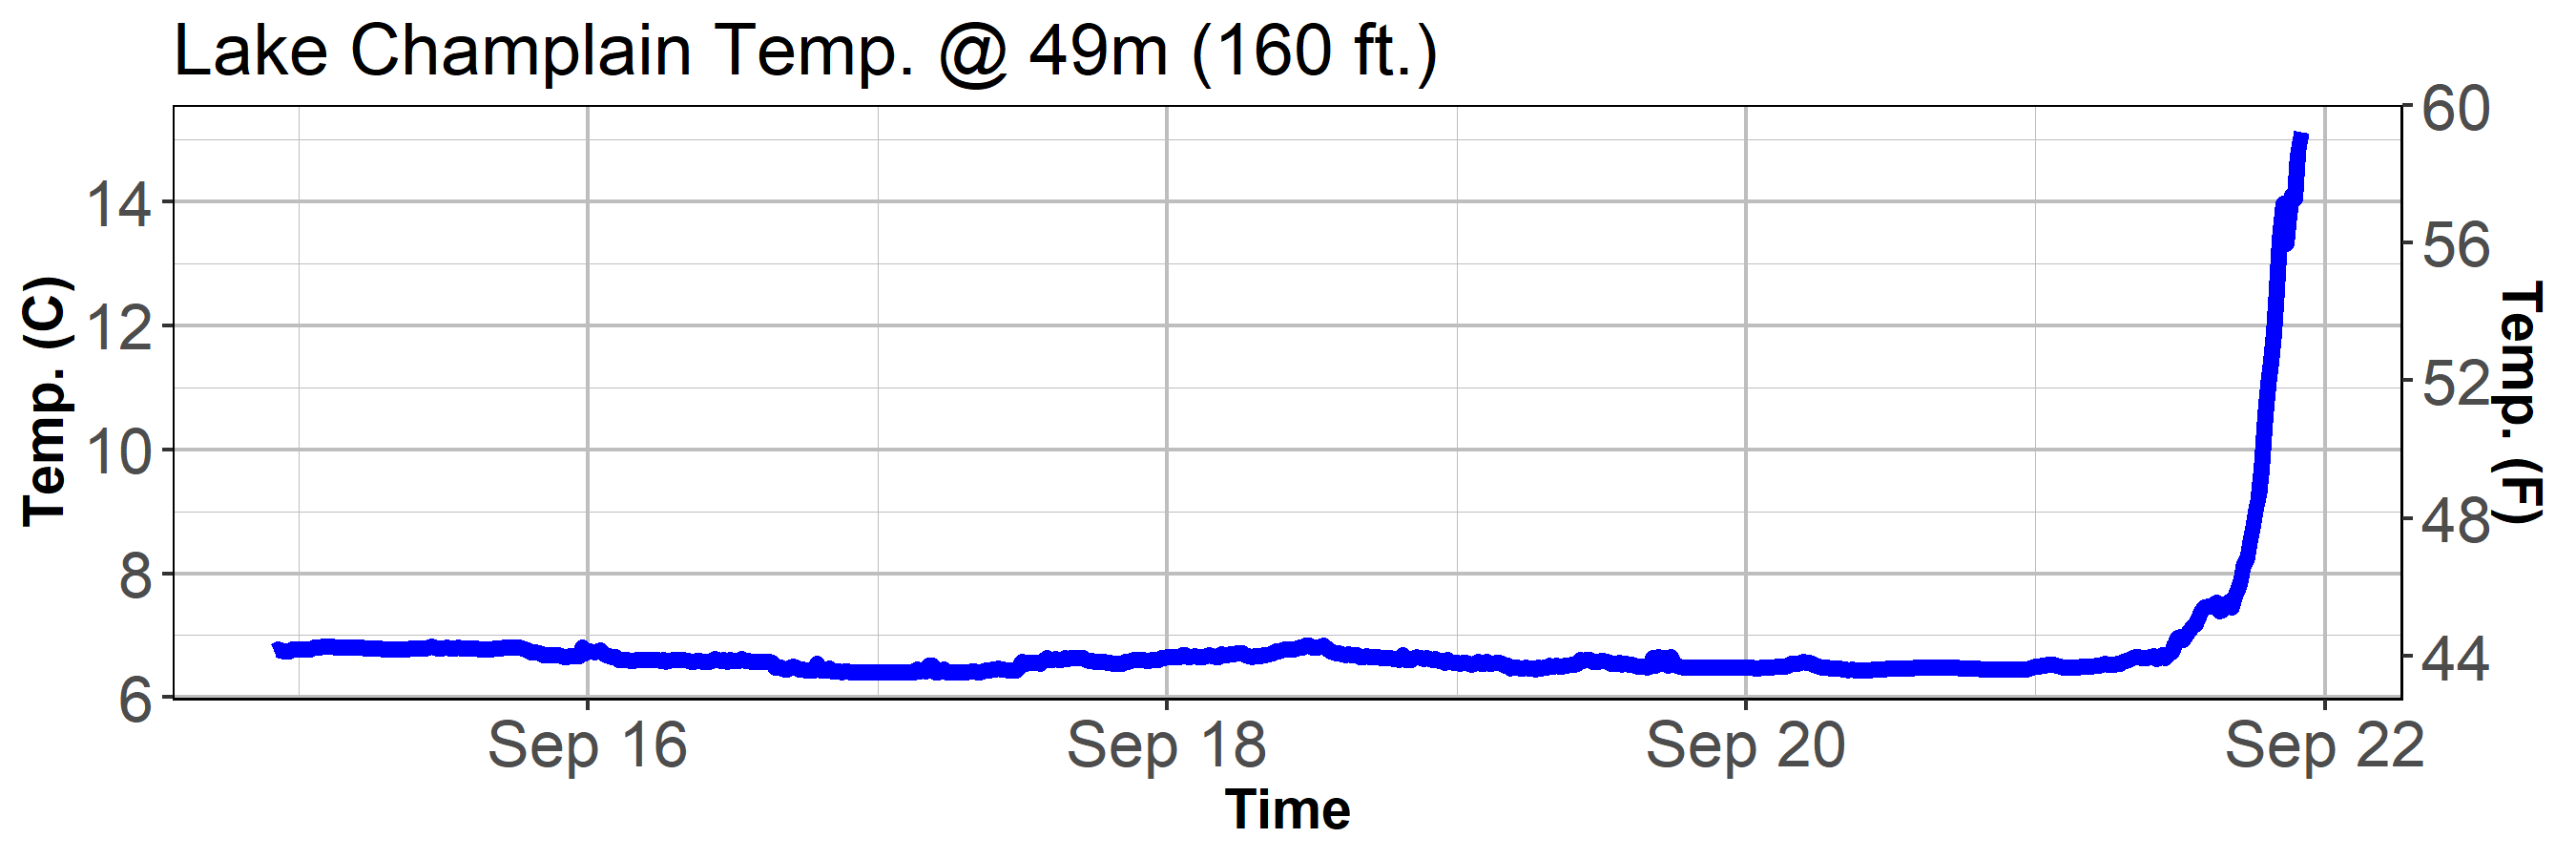 Lake Champlain Temp. @ 49m (160 ft.)
Temp. (C)
14
12
10
8
6
60
56
52
48
44
Temp. (F)
Sep 16 Sep 18 Sep 20 Sep 22
Time